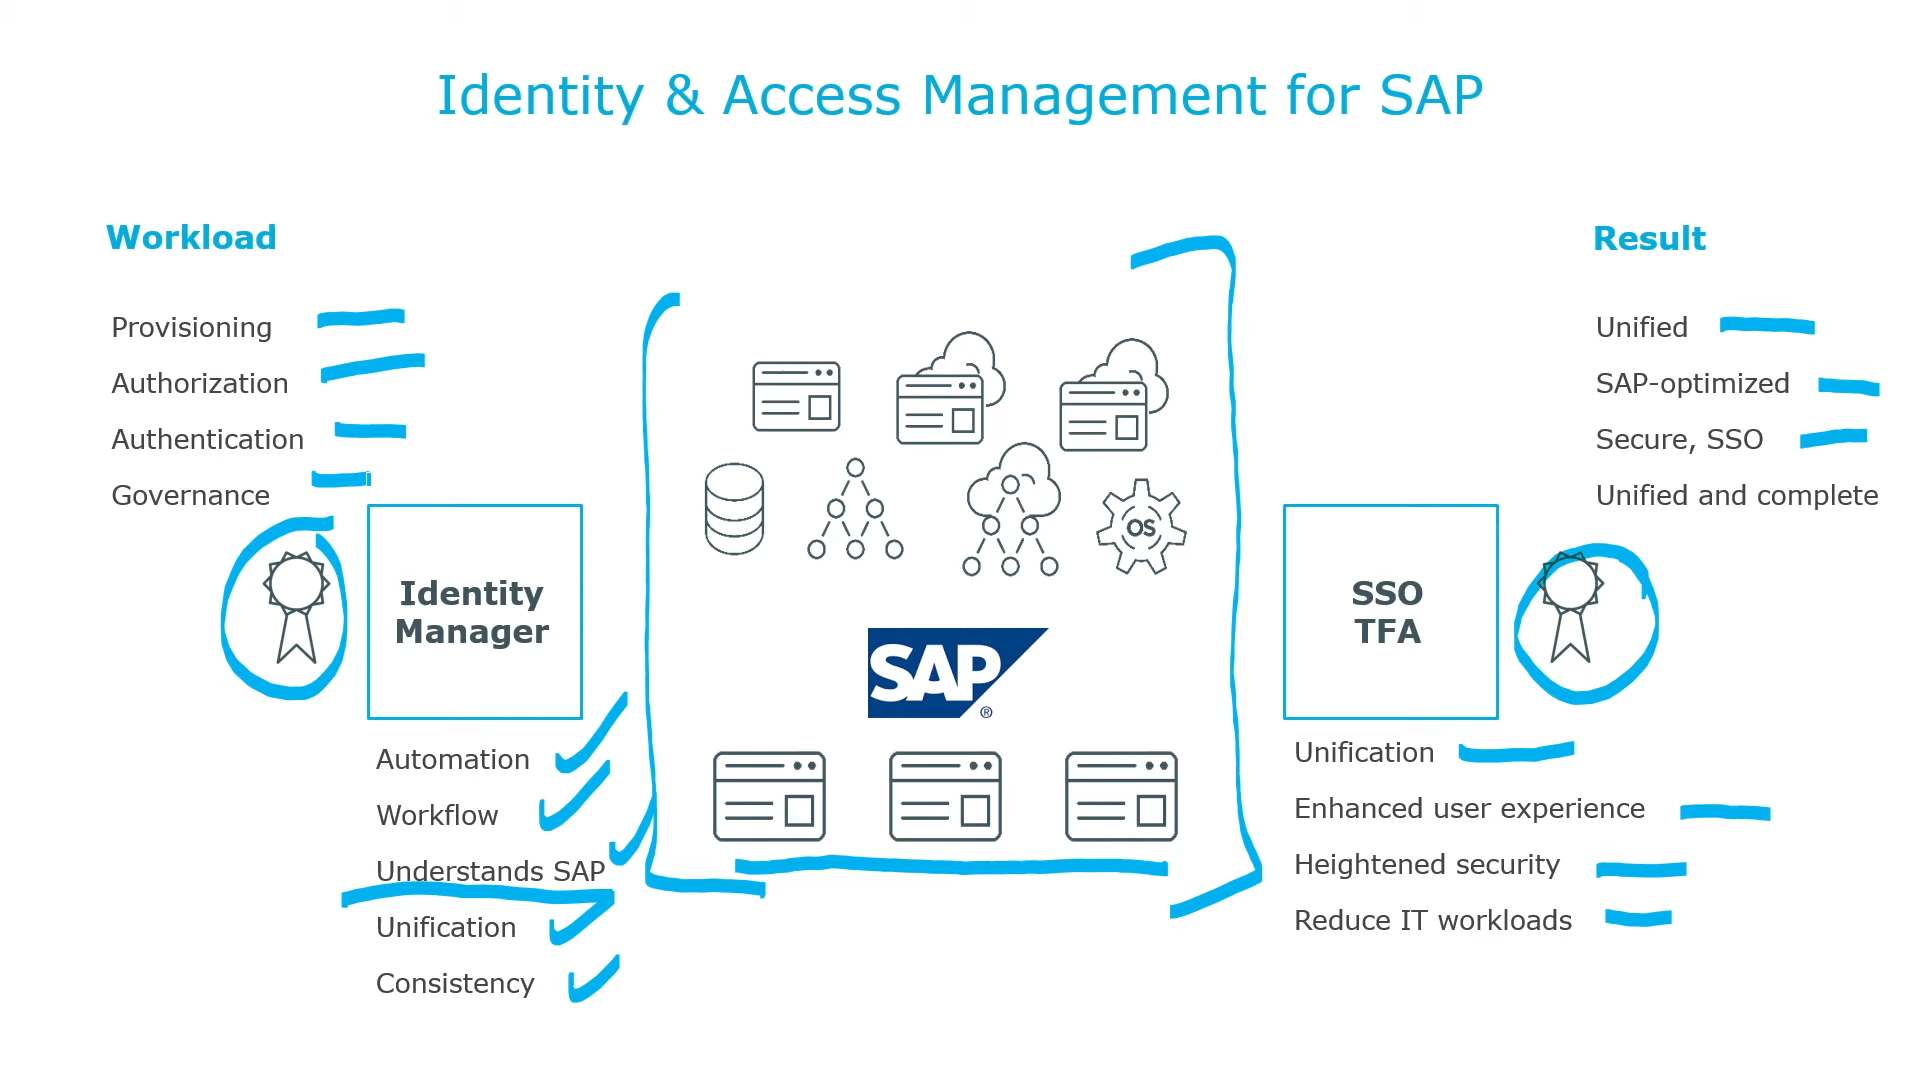 Identity & Access Management for SAP
Workload
Provisioning
Authorization
Authentication
Governance
Identity
Manager
Automation
Workflow
Understands SAP
Unification
Consistency
OS
SAP
®
SSO
TFA
Unification
Enhanced user experience
Heightened security
Reduce IT workloads
Result
Unified
SAP-optimized
Secure, SSO
Unified and complete